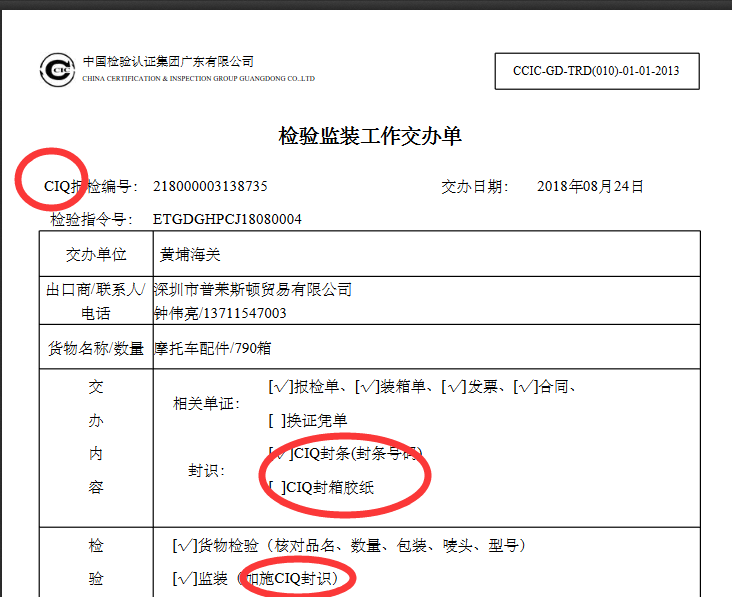 中国检验认证集团广东有限公司
CHINA CERTIFICATION & INSPECTION GROUP GUANGDONG CO.,LTD
CCIC-GD-TRD(010)-01-01-2013
CIC
检验监装工作交办单
CIQ报检编号： 218000003138735 交办日期： 2018年08月24日
检验指令号： ETGDGHPCJ18080004
交办单位 黄埔海关
出口商/联系人/ 深圳市普莱斯顿贸易有限公司
电话 钟伟亮/13711547003
货物名称/数量 摩托车配件/790箱
交 [√]报检单、[√]装箱单、[√]发票、[√]合同、
相关单证：
办 [ ]换证凭单
内 [√]CIQ封条(封条号码)
封识：
容 [ ]CIQ封箱胶纸
检 [√]货物检验（核对品名、数量、包装、唛头、型号）
验 [√]监装（加施CIQ封识）